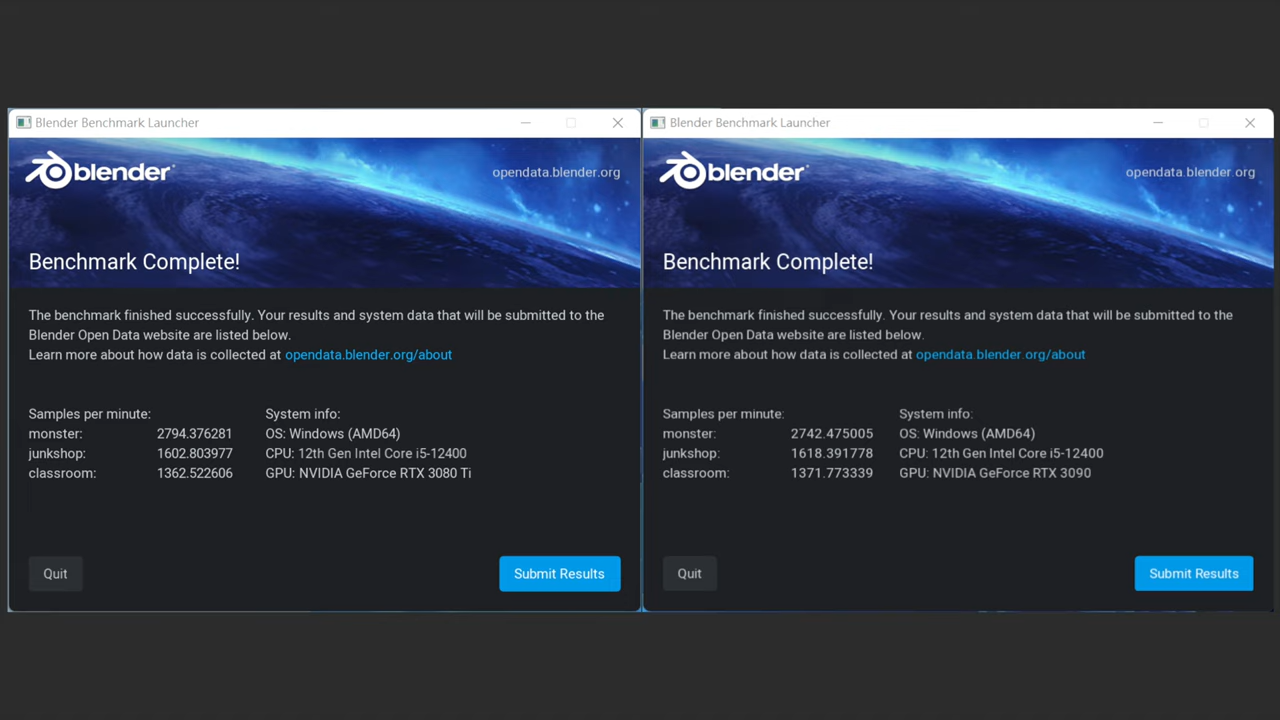 Blender Benchmark Launcher
blender
opendata.blender.org
Benchmark Complete!
The benchmark finished successfully. Your results and system data that will be submitted to the
Blender Open Data website are listed below.
Learn more about how data is collected at opendata.blender.org/about
Samples per minute: System info:
monster: 2794.376281 OS: Windows (AMD64)
junkshop: 1602.803977 CPU: 12th Gen Intel Core i5-12400
classroom: 1362.522606 GPU: NVIDIA GeForce RTX 3080 Ti
Quit Submit Results
Blender Benchmark Launcher
blender
opendata.blender.org
Benchmark Complete!
The benchmark finished successfully. Your results and system data that will be submitted to the
Blender Open Data website are listed below.
Learn more about how data is collected at opendata.blender.org/about
Samples per minute: System info:
monster: 2742.475005 OS: Windows (AMD64)
junkshop: 1618.391778 CPU: 12th Gen Intel Core i5-12400
classroom: 1371.773339 GPU: NVIDIA GeForce RTX 3090
Quit Submit Results